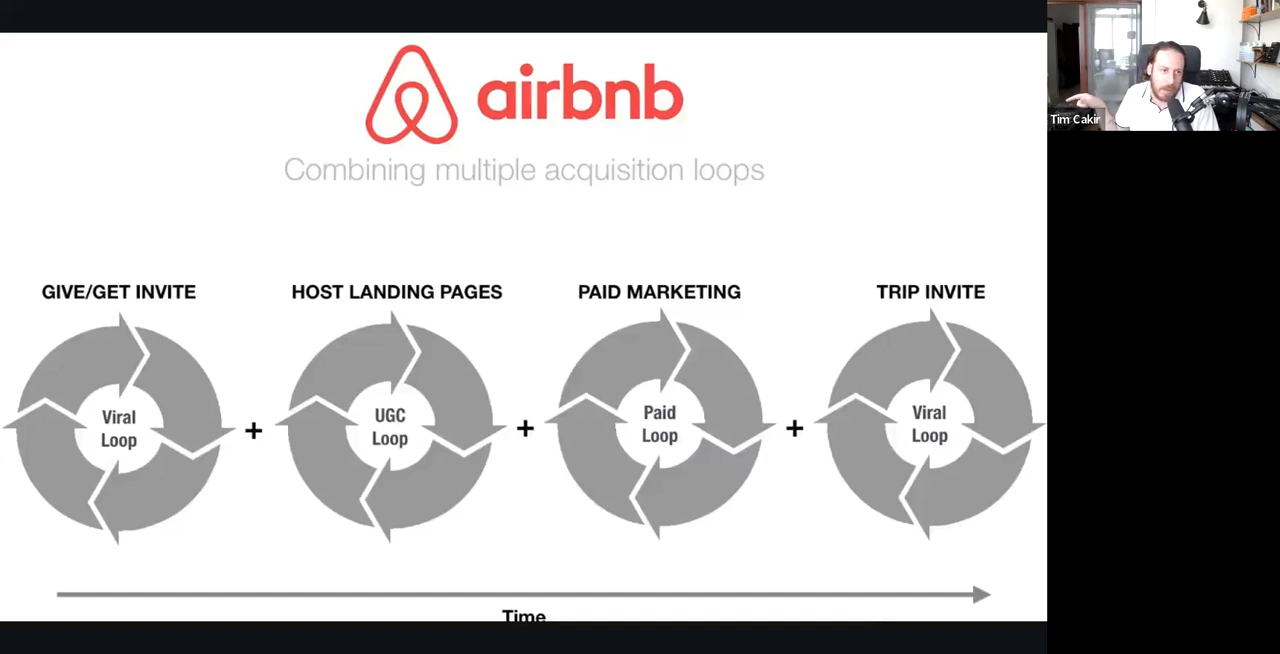 airbnb
Combining multiple acquisition loops
GIVE/GET INVITE
HOST LANDING PAGES
PAID MARKETING
TRIP INVITE
Viral
Loop
UGC
Loop
Paid
Loop
Viral
Loop
+
+
+
Time
Tim Cakir